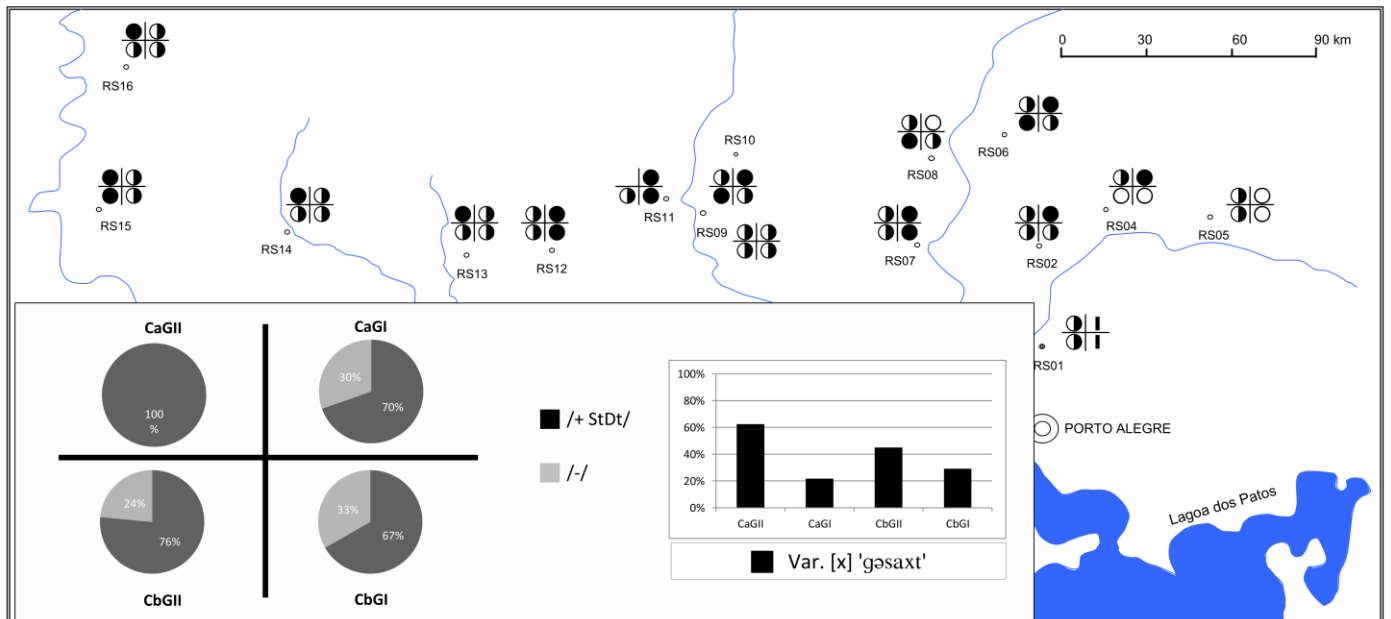 0 30 60 90 km
RS16
RS10
RS06
RS08
RS15
RS14
RS13
RS12
RS11
RS09
RS07
RS02
RS04
RS05
RS01
PORTO ALEGRE
Lagoa dos Patos
CaGII
CaGI
100
%
30%
70%
24%
76%
33%
67%
CbGII
CbGI
/+ StDt/
/-/
100%
80%
60%
40%
20%
0%
CaGII CaGI CbGII CbGI
Var. [x] 'gəsaxt'